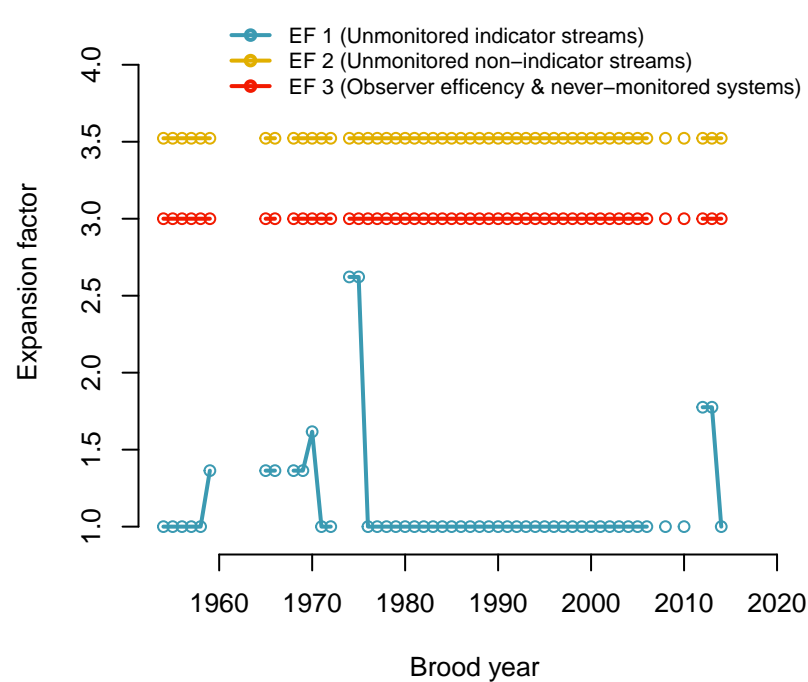 EF 1 (Unmonitored indicator streams)
EF 2 (Unmonitored non−indicator streams)
EF 3 (Observer efficency & never−monitored systems)
4.0
3.5
3.0
2.5
2.0
1.5
1.0
Expansion factor
1960 1970 1980 1990 2000 2010 2020
Brood year